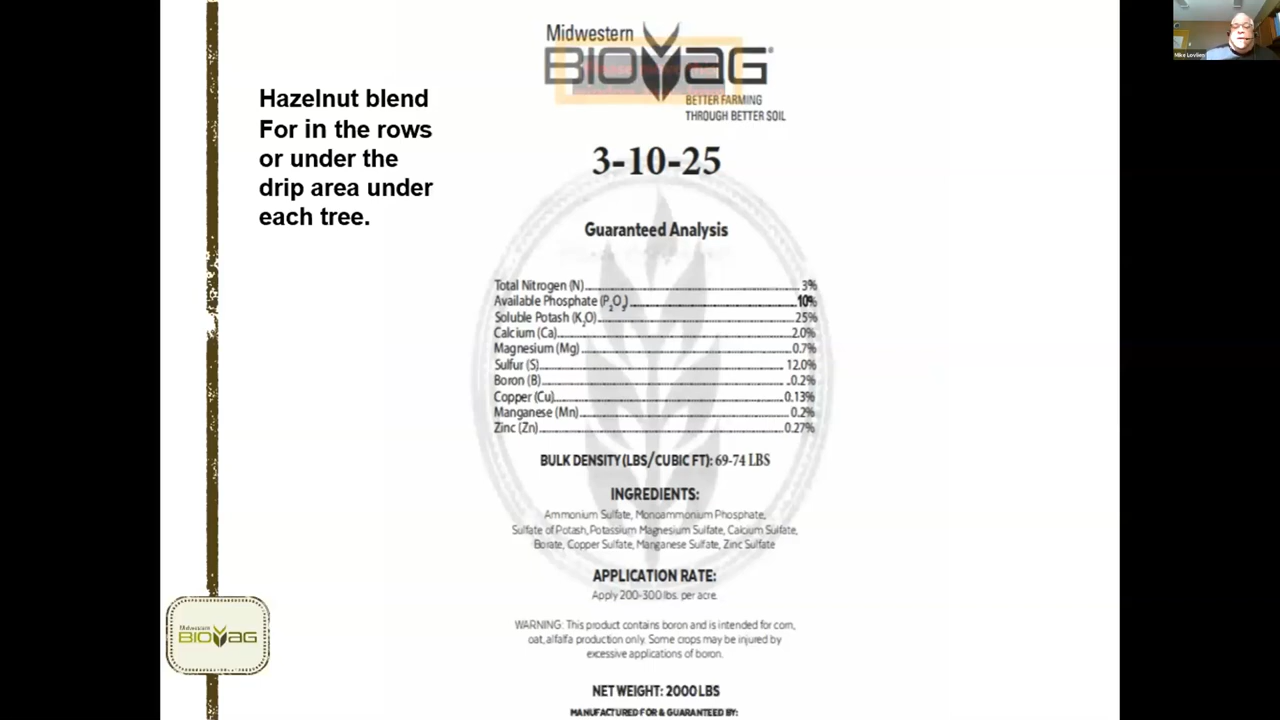 Hazelnut blend
For in the rows
or under the
drip area under
each tree.
Midwestern
BIOAG®
BETTER FARMING
THROUGH BETTER SOIL
3-10-25
Guaranteed Analysis
Total Nitrogen (N) 3%
Available Phosphate (P2O5) 10%
Soluble Potash (K2O) 25%
Calcium (Ca) 2.0%
Magnesium (Mg) 0.7%
Sulfur (S) 12.0%
Boron (B) 0.2%
Copper (Cu) 0.13%
Manganese (Mn) 0.2%
Zinc (Zn) 0.27%
BULK DENSITY (LBS/CUBIC FT): 69-74 LBS
INGREDIENTS:
Ammonium Sulfate, Monoammonium Phosphate,
Sulfate of Potash, Potassium Magnesium Sulfate, Calcium Sulfate,
Borate, Copper Sulfate, Manganese Sulfate, Zinc Sulfate
APPLICATION RATE:
Apply 200-300 lbs. per acre.
WARNING: This product contains boron and is intended for corn,
oat, alfalfa production only. Some crops may be injured by
excessive applications of boron.
NET WEIGHT: 2000 LBS
MANUFACTURED FOR & GUARANTEED BY:
Midwestern
BIOAG
Mike Lovlien